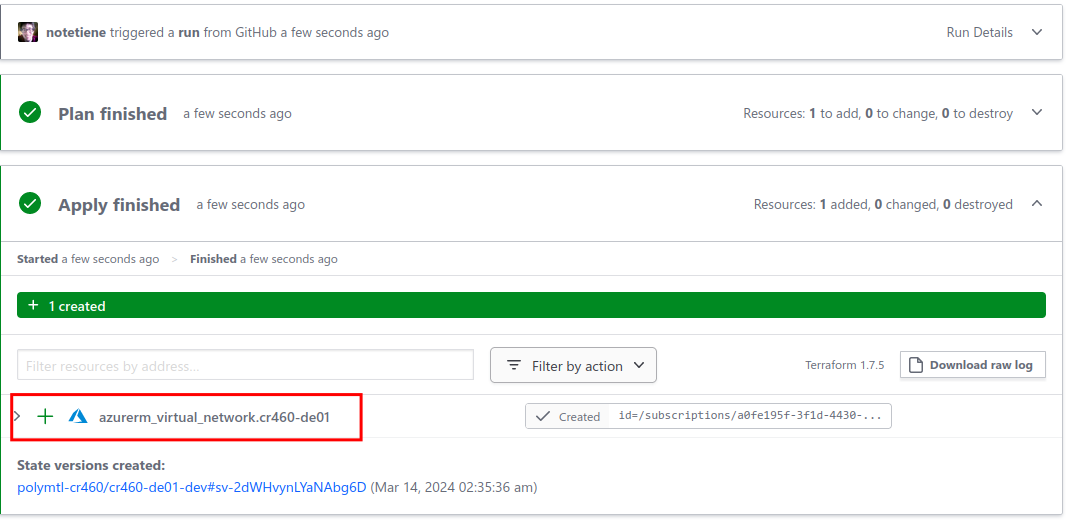 notetiene triggered a run from GitHub a few seconds ago Run Details
Plan finished a few seconds ago Resources: 1 to add, 0 to change, 0 to destroy
Apply finished a few seconds ago Resources: 1 added, 0 changed, 0 destroyed
Started a few seconds ago > Finished a few seconds ago
+ 1 created
Filter resources by address... Filter by action Terraform 1.7.5 Download raw log
azurerm_virtual_network.cr460-de01 Created id=/subscriptions/a0fe195f-3f1d-4430-...
State versions created:
polymtl-cr460/cr460-de01-dev#sv-2dWHvynLYaNAbg6D (Mar 14, 2024 02:35:36 am)